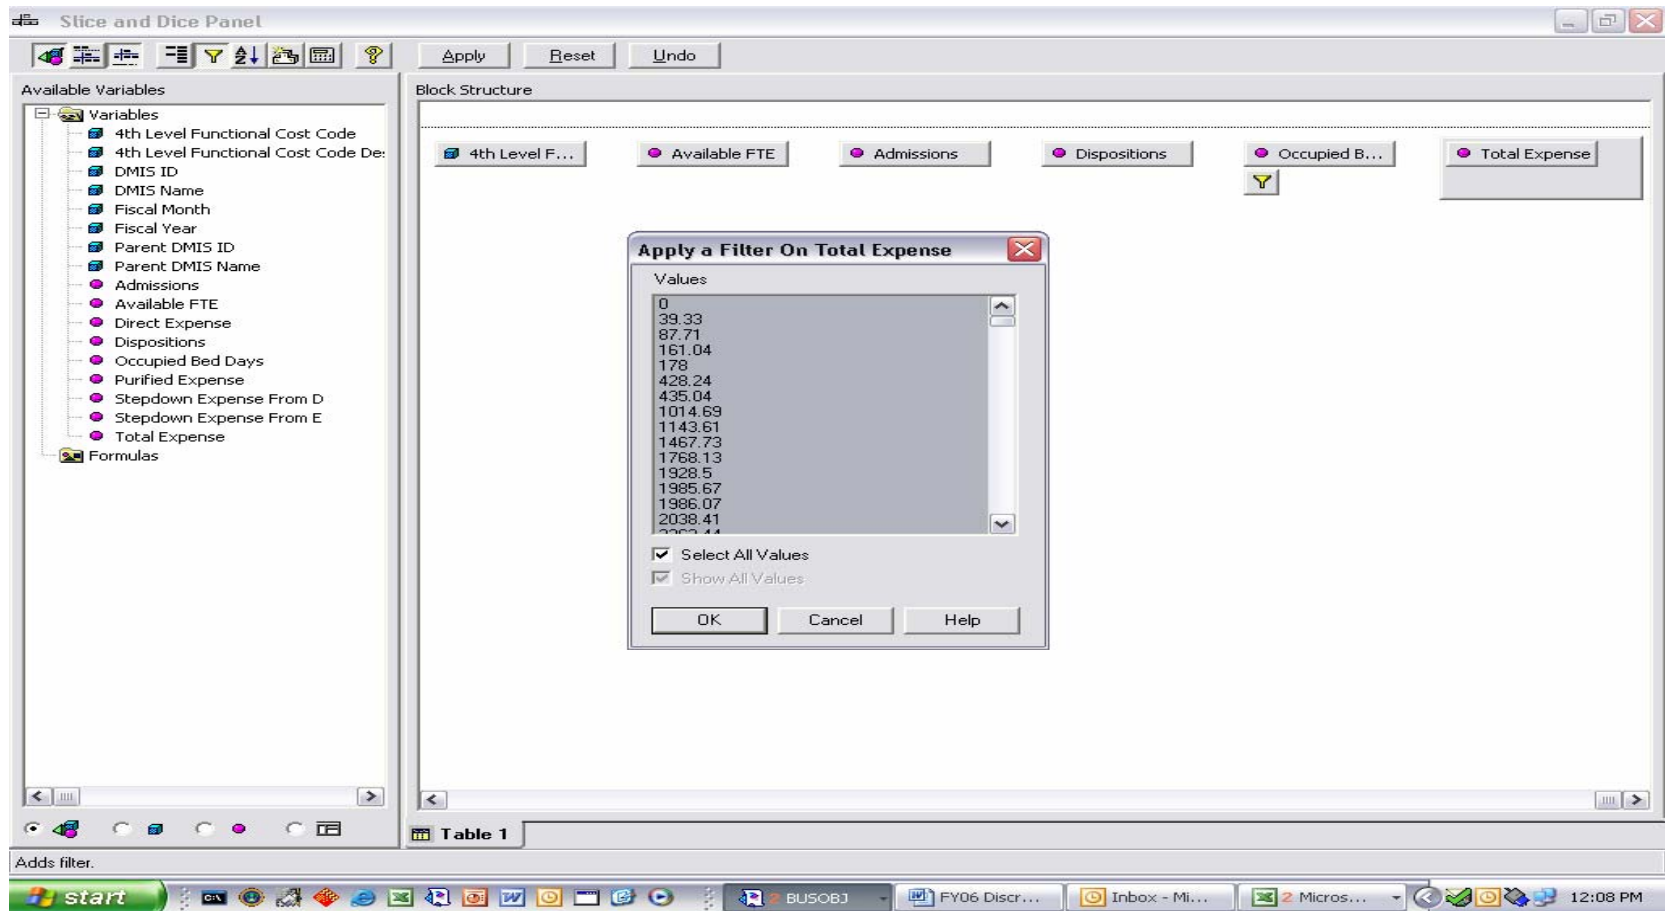 Slice and Dice Panel
Apply Reset Undo
Available Variables
Variables
4th Level Functional Cost Code
4th Level Functional Cost Code De
DMIS ID
DMIS Name
Fiscal Month
Fiscal Year
Parent DMIS ID
Parent DMIS Name
Admissions
Available FTE
Direct Expense
Dispositions
Occupied Bed Days
Purified Expense
Stepdown Expense From D
Stepdown Expense From E
Total Expense
Formulas
Block Structure
4th Level F... Available FTE Admissions Dispositions Occupied B... Total Expense
Apply a Filter On Total Expense
Values
0
39.33
87.71
161.04
178
428.24
435.04
1014.69
1143.61
1467.73
1768.13
1928.5
1985.67
1986.07
2038.41
Select All Values
Show All Values
OK Cancel Help
Table 1
Adds filter.
start 2 BUSOBJ FY06 Discr... Inbox - Mi... 2 Micros... 12:08 PM